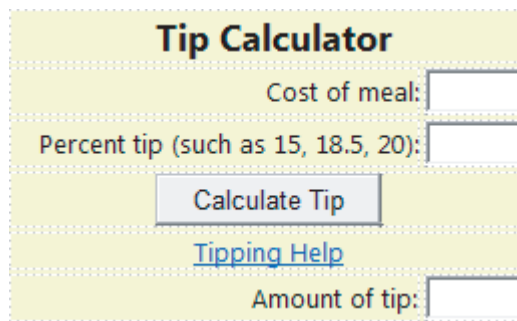 Tip Calculator
Cost of meal:
Percent tip (such as 15, 18.5, 20):
Calculate Tip
Tipping Help
Amount of tip: